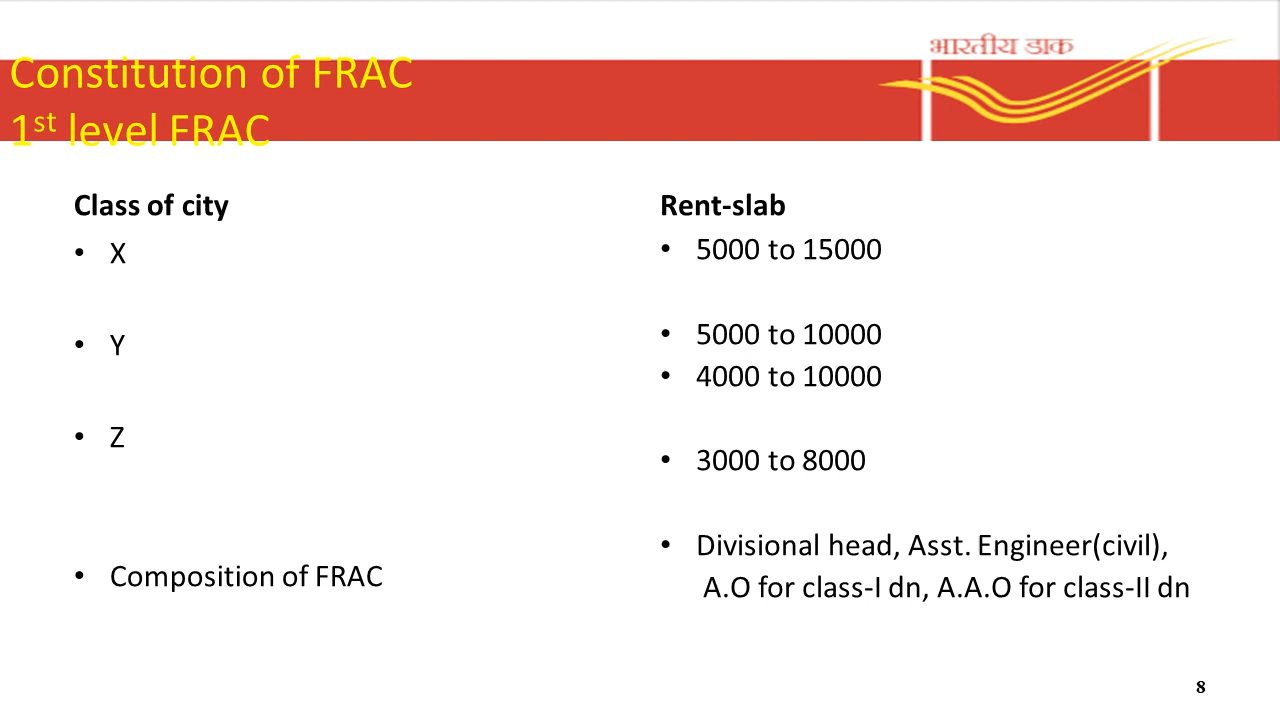 भारतीय डाक
Constitution of FRAC
1st level FRAC
Class of city
• X
• Y
• Z
• Composition of FRAC
Rent-slab
• 5000 to 15000
• 5000 to 10000
• 4000 to 10000
• 3000 to 8000
• Divisional head, Asst. Engineer(civil),
A.O for class-I dn, A.A.O for class-II dn
8